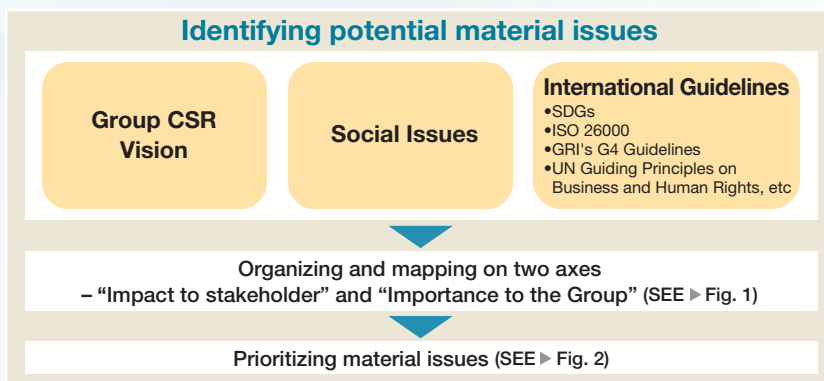 Identifying potential material issues
Group CSR
Vision
Social Issues
International Guidelines
•SDGs
•ISO 26000
•GRI's G4 Guidelines
•UN Guiding Principles on
Business and Human Rights, etc
Organizing and mapping on two axes
– “Impact to stakeholder” and “Importance to the Group” (SEE ▶ Fig. 1)
Prioritizing material issues (SEE ▶ Fig. 2)